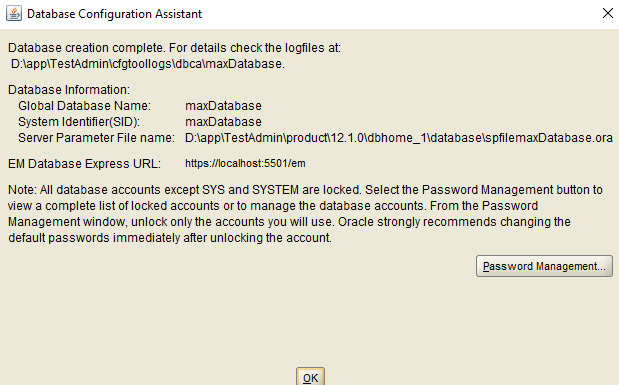 Database Configuration Assistant
Database creation complete. For details check the logfiles at:
D:\app\TestAdmin\cfgtoollogs\dbca\maxDatabase.
Database Information:
Global Database Name: maxDatabase
System Identifier(SID): maxDatabase
Server Parameter File name: D:\app\TestAdmin\product\12.1.0\dbhome_1\database\spfilemaxDatabase.ora
EM Database Express URL: https://localhost:5501/em
Note: All database accounts except SYS and SYSTEM are locked. Select the Password Management button to
view a complete list of locked accounts or to manage the database accounts. From the Password
Management window, unlock only the accounts you will use. Oracle strongly recommends changing the
default passwords immediately after unlocking the account.
Password Management...
OK